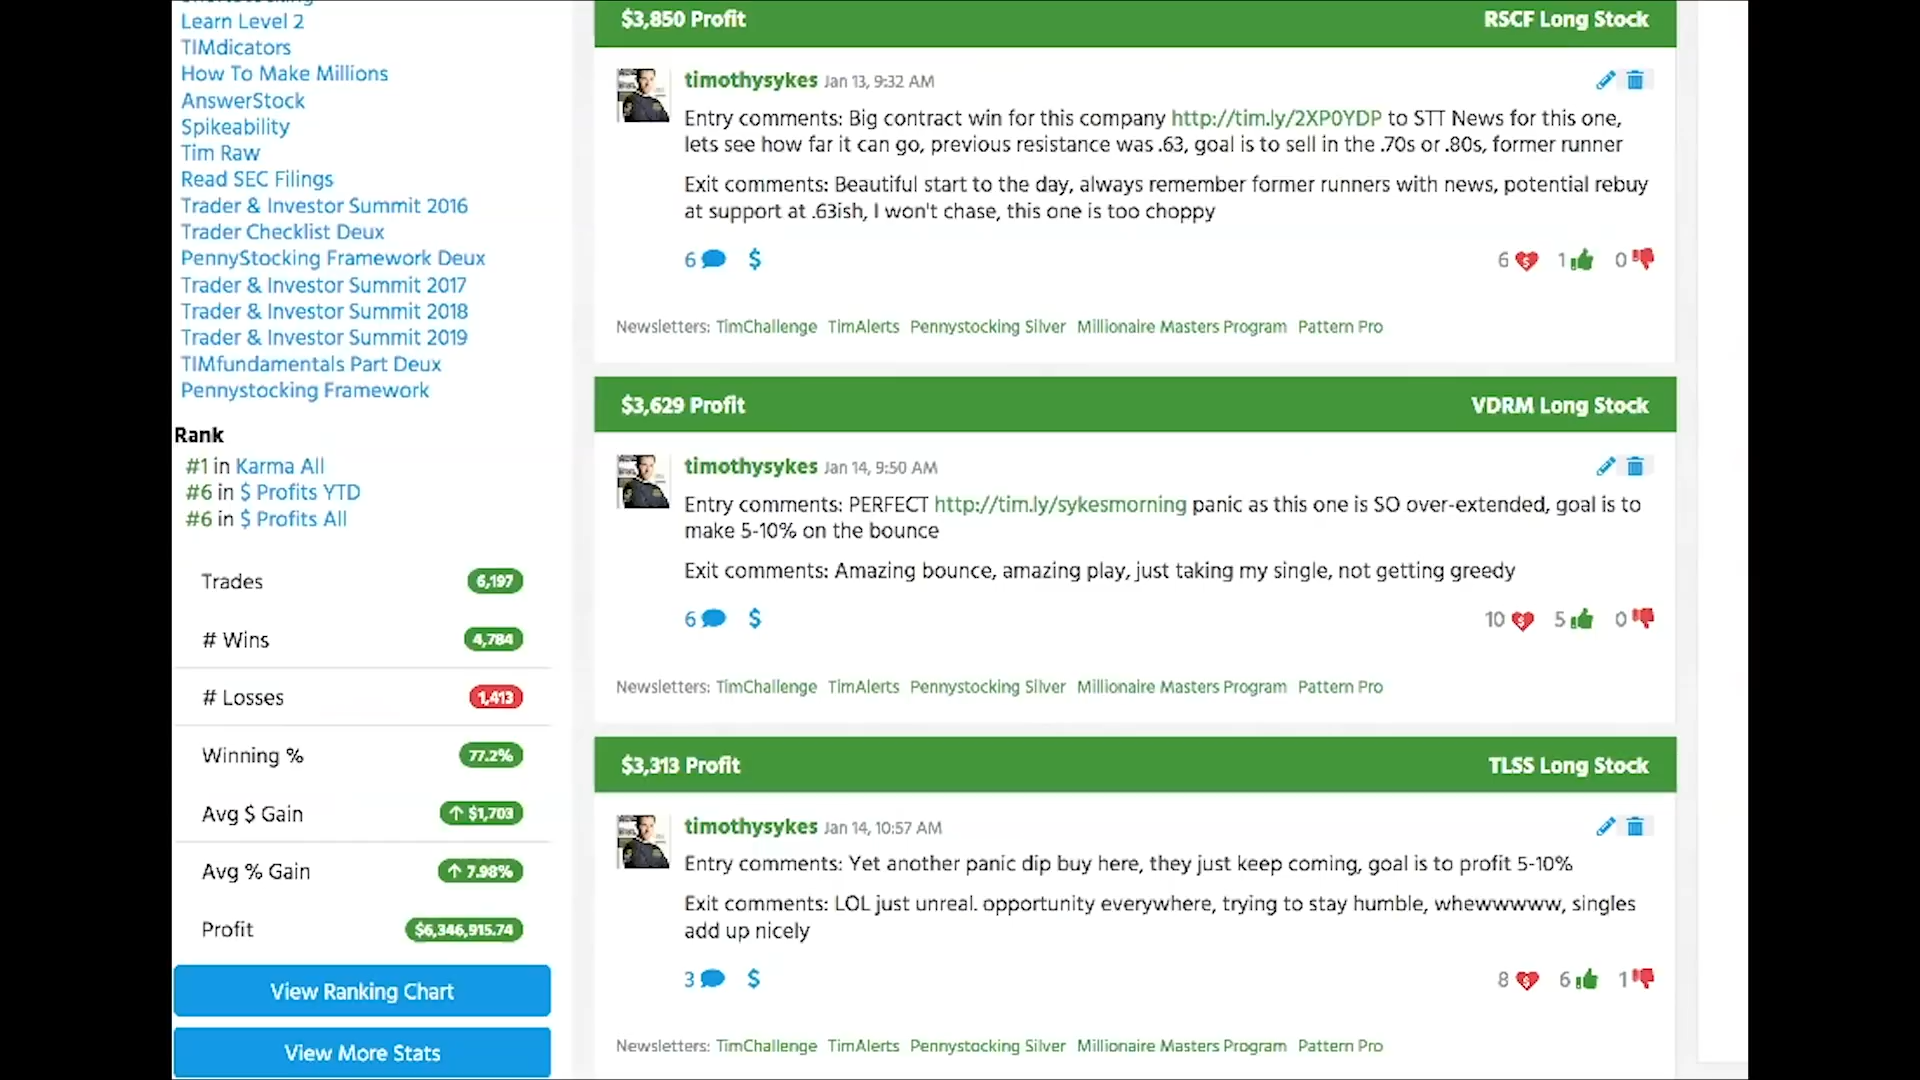 Learn Level 2
TIMdicators
How To Make Millions
AnswerStock
Spikeability
Tim Raw
Read SEC Filings
Trader & Investor Summit 2016
Trader Checklist Deux
PennyStocking Framework Deux
Trader & Investor Summit 2017
Trader & Investor Summit 2018
Trader & Investor Summit 2019
TIMfundamentals Part Deux
Pennystocking Framework
Rank
#1 in Karma All
#6 in $ Profits YTD
#6 in $ Profits All
Trades 6,197
# Wins 4,784
# Losses 1,413
Winning % 77.2%
Avg $ Gain ↑ $1,703
Avg % Gain ↑ 7.98%
Profit $6,346,915.74
View Ranking Chart
View More Stats
$3,850 Profit RSCF Long Stock
timothysykes Jan 13, 9:32 AM
Entry comments: Big contract win for this company http://tim.ly/2XP0YDP to STT News for this one,
lets see how far it can go, previous resistance was .63, goal is to sell in the .70s or .80s, former runner
Exit comments: Beautiful start to the day, always remember former runners with news, potential rebuy
at support at .63ish, I won't chase, this one is too choppy
6 $ 6 1 0
Newsletters: TimChallenge TimAlerts Pennystocking Silver Millionaire Masters Program Pattern Pro
$3,629 Profit VDRM Long Stock
timothysykes Jan 14, 9:50 AM
Entry comments: PERFECT http://tim.ly/sykesmorning panic as this one is SO over-extended, goal is to
make 5-10% on the bounce
Exit comments: Amazing bounce, amazing play, just taking my single, not getting greedy
6 $ 10 5 0
Newsletters: TimChallenge TimAlerts Pennystocking Silver Millionaire Masters Program Pattern Pro
$3,313 Profit TLSS Long Stock
timothysykes Jan 14, 10:57 AM
Entry comments: Yet another panic dip buy here, they just keep coming, goal is to profit 5-10%
Exit comments: LOL just unreal. opportunity everywhere, trying to stay humble, whewwwww, singles
add up nicely
3 $ 8 6 1
Newsletters: TimChallenge TimAlerts Pennystocking Silver Millionaire Masters Program Pattern Pro